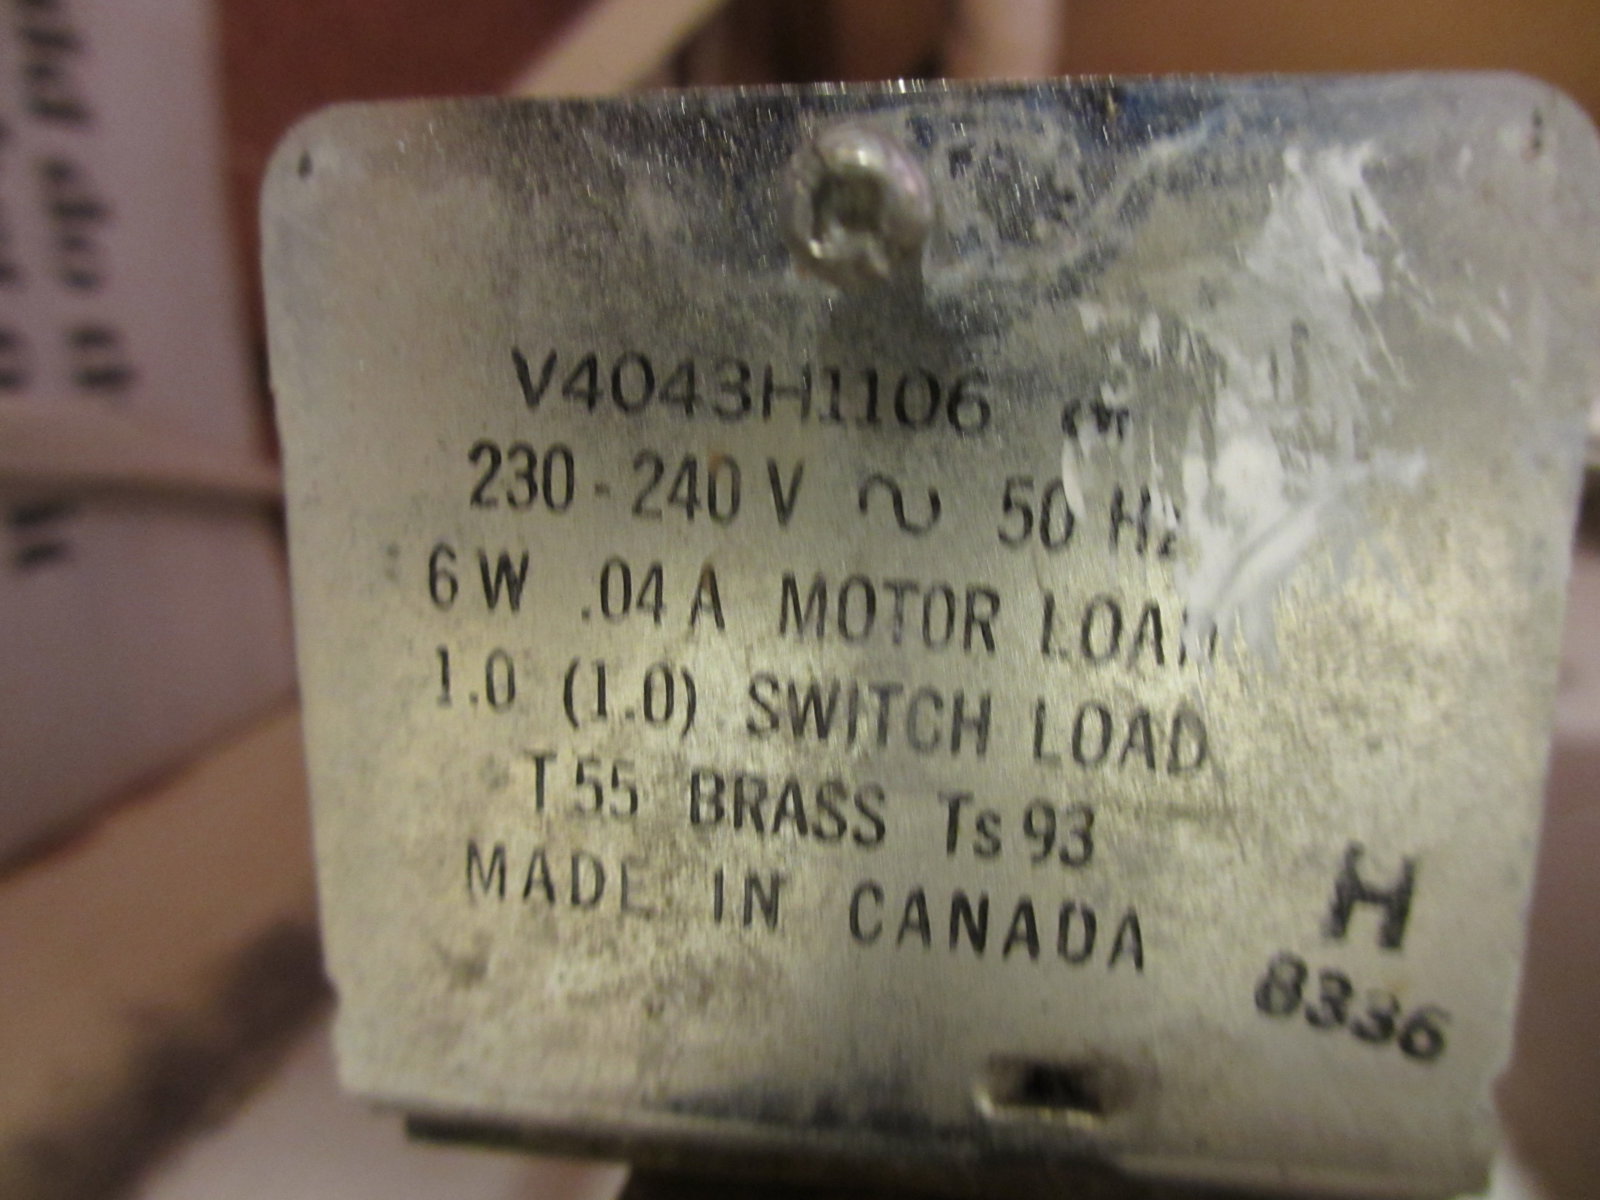 V4043H1106
230-240 V ~ 50 Hz
6 W .04 A MOTOR LOAD
1.0 (1.0) SWITCH LOAD
T55 BRASS Ts 93
MADE IN CANADA
H
8336